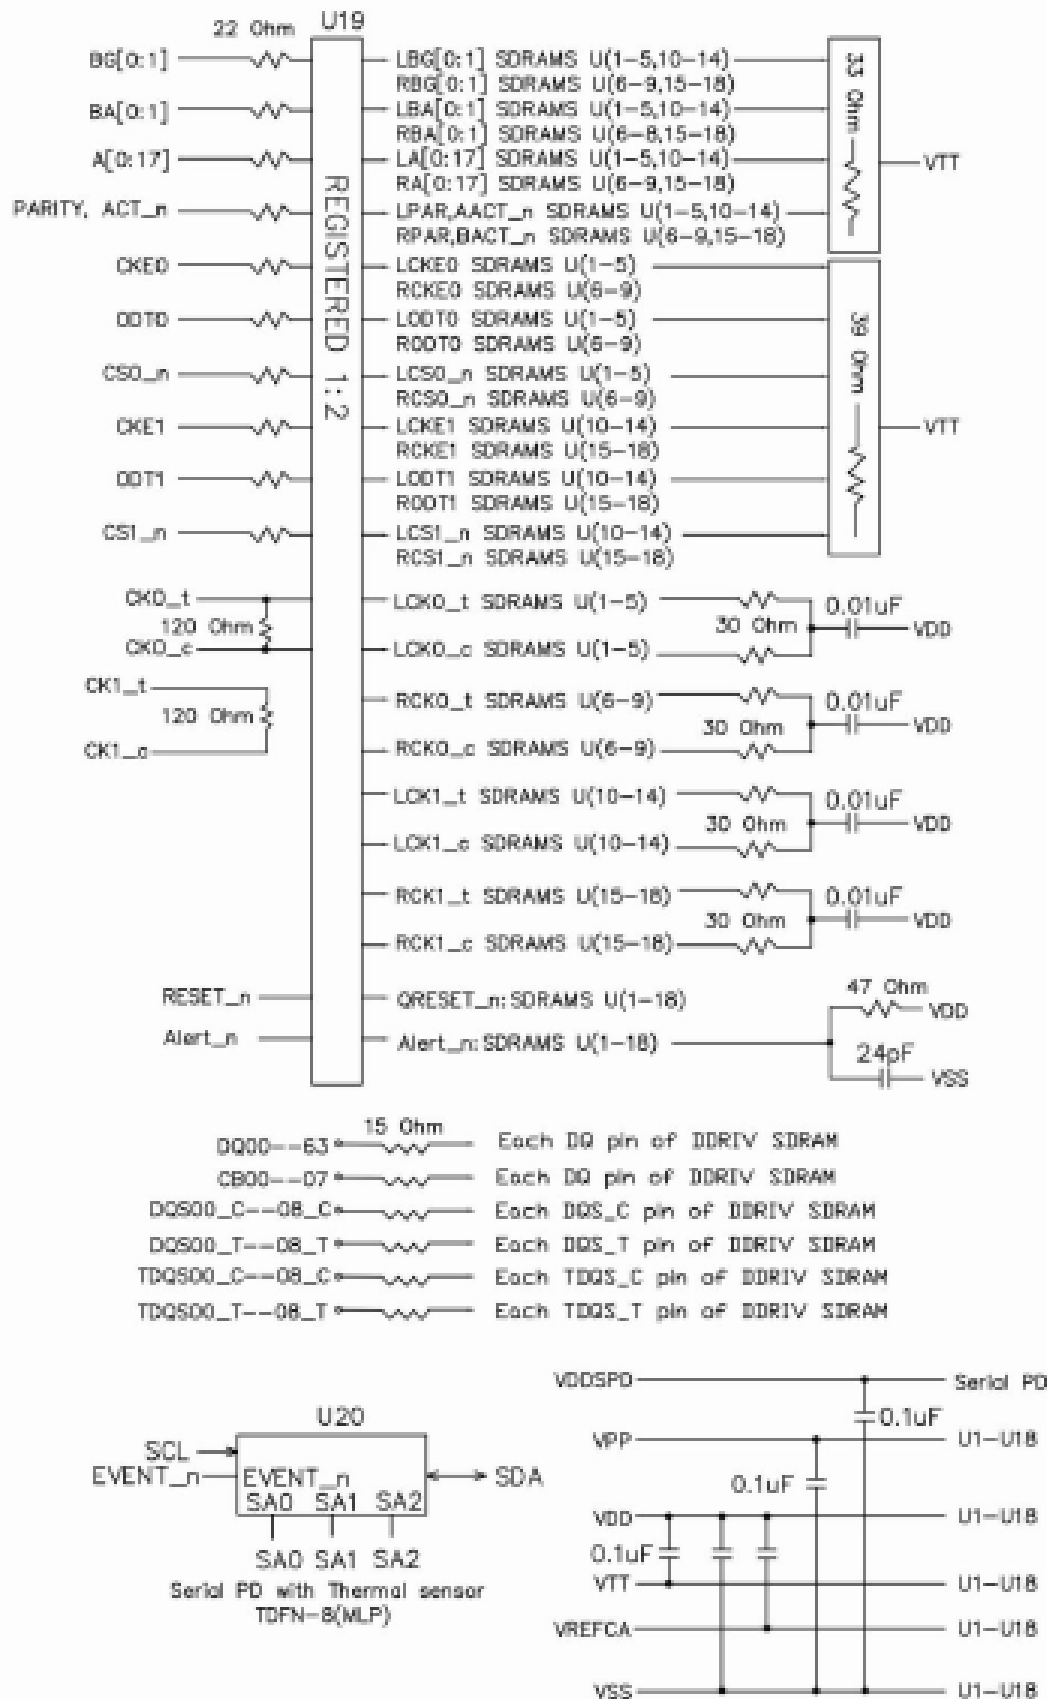 22 Ohm U19
BG[0:1] LBG[0:1] SDRAMS U(1-5,10-14)
RBG[0:1] SDRAMS U(6-9,15-18)
BA[0:1] LBA[0:1] SDRAMS U(1-5,10-14)
RBA[0:1] SDRAMS U(6-8,15-18)
A[0:17] LA[0:17] SDRAMS U(1-5,10-14)
RA[0:17] SDRAMS U(6-9,15-18)
33 Ohm VTT
PARITY, ACT_n LPAR,AACT_n SDRAMS U(1-5,10-14)
RPAR,BACT_n SDRAMS U(6-9,15-18)
REGISTERED 1:2
CKE0 LCKE0 SDRAMS U(1-5)
RCKE0 SDRAMS U(6-9)
ODT0 LODT0 SDRAMS U(1-5)
RODT0 SDRAMS U(6-9)
CS0_n LCS0_n SDRAMS U(1-5)
RCS0_n SDRAMS U(6-9)
39 Ohm VTT
CKE1 LCKE1 SDRAMS U(10-14)
RCKE1 SDRAMS U(15-18)
ODT1 LODT1 SDRAMS U(10-14)
RODT1 SDRAMS U(15-18)
CS1_n LCS1_n SDRAMS U(10-14)
RCS1_n SDRAMS U(15-18)
CK0_t LCK0_t SDRAMS U(1-5) 0.01uF
120 Ohm 30 Ohm VDD
CK0_c LCK0_c SDRAMS U(1-5)
CK1_t RCK0_t SDRAMS U(6-9) 0.01uF
120 Ohm 30 Ohm VDD
CK1_c RCK0_c SDRAMS U(6-9)
LCK1_t SDRAMS U(10-14) 0.01uF
30 Ohm VDD
LCK1_c SDRAMS U(10-14)
RCK1_t SDRAMS U(15-18) 0.01uF
30 Ohm VDD
RCK1_c SDRAMS U(15-18)
RESET_n QRESET_n:SDRAMS U(1-18) 47 Ohm VDD
Alert_n Alert_n:SDRAMS U(1-18) 24pF VSS
15 Ohm
DQ00--63 Each DQ pin of DDRIV SDRAM
CB00--07 Each DQ pin of DDRIV SDRAM
DQS00_C--08_C Each DQS_C pin of DDRIV SDRAM
DQS00_T--08_T Each DQS_T pin of DDRIV SDRAM
TDQS00_C--08_C Each TDQS_C pin of DDRIV SDRAM
TDQS00_T--08_T Each TDQS_T pin of DDRIV SDRAM
U20
SCL
EVENT_n EVENT_n SDA
SA0 SA1 SA2
SA0 SA1 SA2
Serial PD with Thermal sensor
TDFN-8(MLP)
VDDSPD Serial PD
0.1uF
VPP U1-U18
0.1uF
VDD U1-U18
0.1uF
VTT U1-U18
VREFCA U1-U18
VSS U1-U18